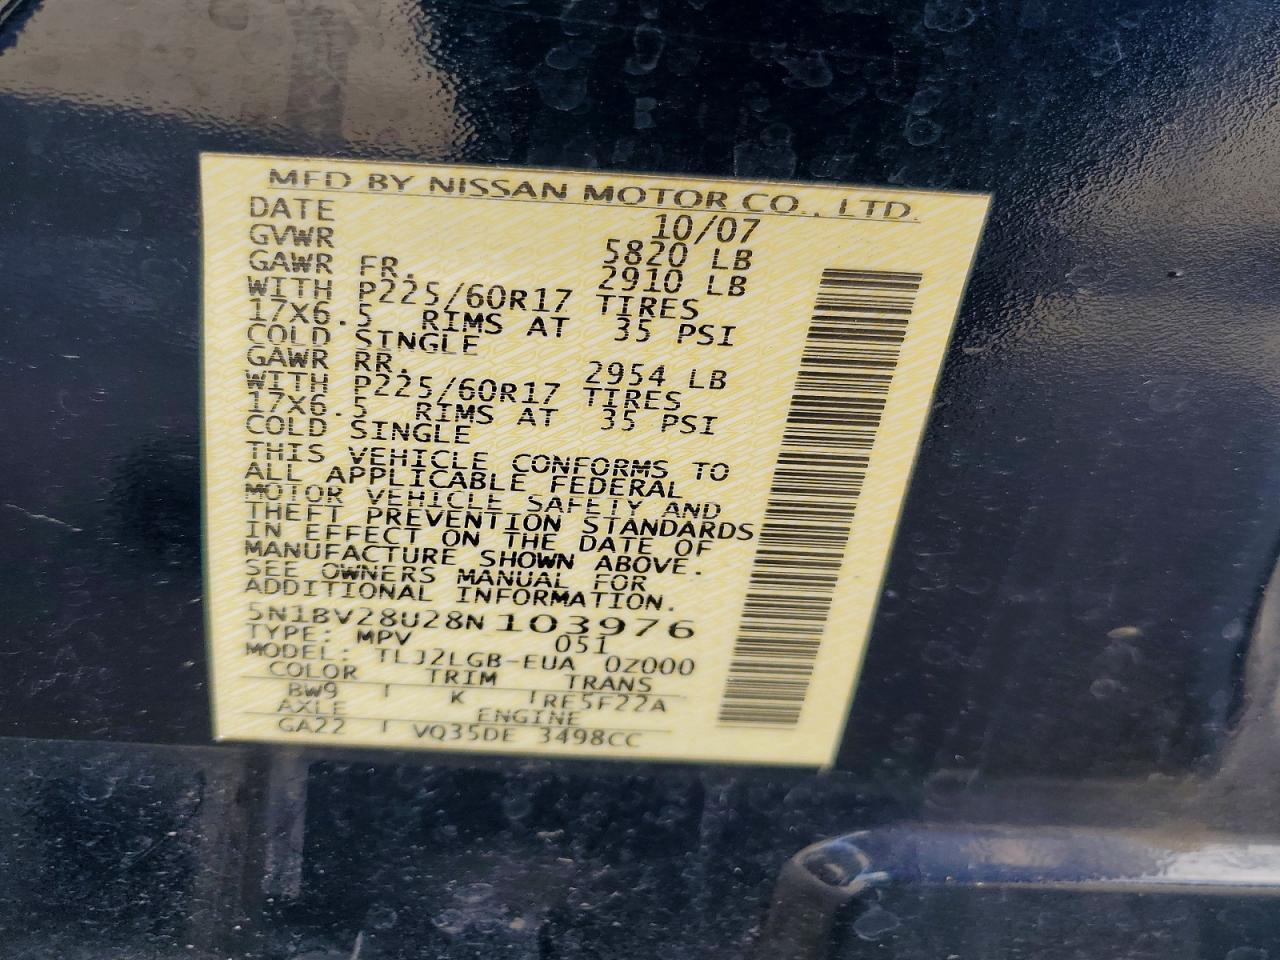 MFD BY NISSAN MOTOR CO., LTD.
DATE 10/07
GVWR 5820 LB
GAWR FR. 2910 LB
WITH P225/60R17 TIRES
17X6.5 RIMS AT 35 PSI
COLD SINGLE
GAWR RR. 2954 LB
WITH P225/60R17 TIRES
17X6.5 RIMS AT 35 PSI
COLD SINGLE
THIS VEHICLE CONFORMS TO
ALL APPLICABLE FEDERAL
MOTOR VEHICLE SAFETY AND
THEFT PREVENTION STANDARDS
IN EFFECT ON THE DATE OF
MANUFACTURE SHOWN ABOVE.
SEE OWNERS MANUAL FOR
ADDITIONAL INFORMATION.
5N1BV28U28N103976
TYPE: MPV 051
MODEL: TLJ2LGB-EUA 0Z000
COLOR TRIM TRANS
BW9 | K | RE5F22A
AXLE ENGINE
GA22 | VQ35DE 3498CC